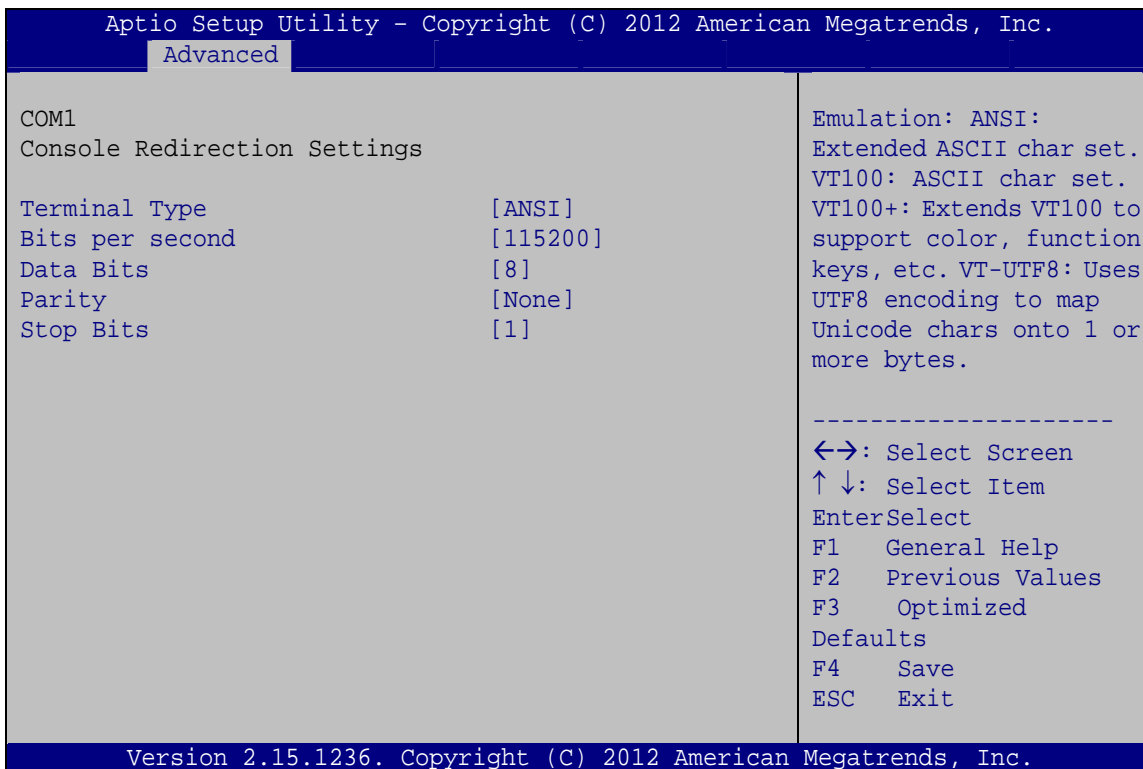 Aptio Setup Utility – Copyright (C) 2012 American Megatrends, Inc.
Advanced
COM1
Console Redirection Settings
Terminal Type [ANSI]
Bits per second [115200]
Data Bits [8]
Parity [None]
Stop Bits [1]
Emulation: ANSI:
Extended ASCII char set.
VT100: ASCII char set.
VT100+: Extends VT100 to
support color, function
keys, etc. VT-UTF8: Uses
UTF8 encoding to map
Unicode chars onto 1 or
more bytes.
---------------------
←→: Select Screen
↑ ↓: Select Item
EnterSelect
F1 General Help
F2 Previous Values
F3 Optimized
Defaults
F4 Save
ESC Exit
Version 2.15.1236. Copyright (C) 2012 American Megatrends, Inc.